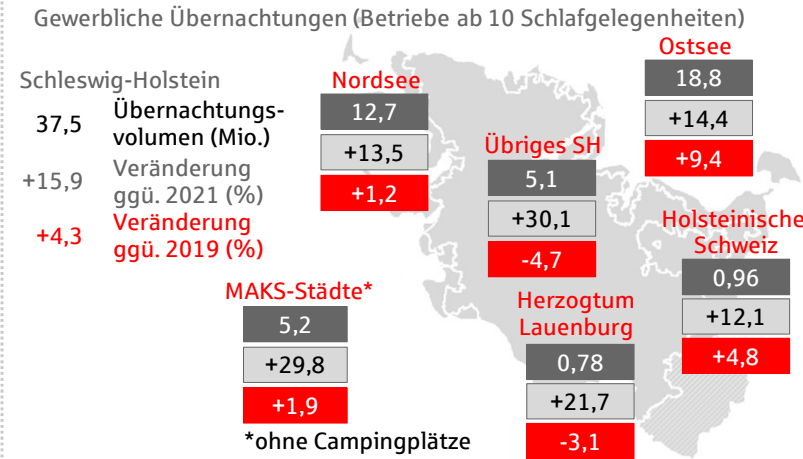 Gewerbliche Übernachtungen (Betriebe ab 10 Schlafgelegenheiten)
Schleswig-Holstein
37,5 Übernachtungs-
volumen (Mio.)
+15,9 Veränderung
ggü. 2021 (%)
+4,3 Veränderung
ggü. 2019 (%)
Nordsee
12,7
+13,5
+1,2
Ostsee
18,8
+14,4
+9,4
Übriges SH
5,1
+30,1
-4,7
Holsteinische
Schweiz
0,96
+12,1
+4,8
MAKS-Städte*
5,2
+29,8
+1,9
*ohne Campingplätze
Herzogtum
Lauenburg
0,78
+21,7
-3,1